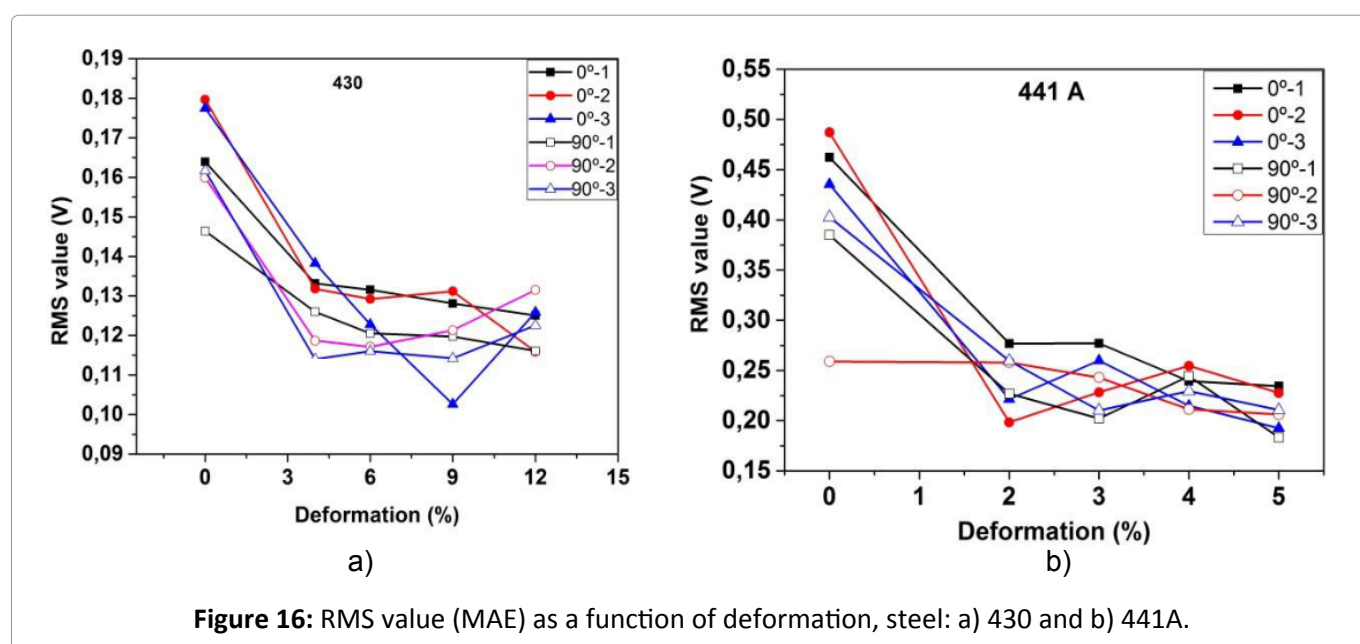 430
0º-1
0º-2
0º-3
90º-1
90º-2
90º-3
0,19
0,18
0,17
0,16
0,15
0,14
0,13
0,12
0,11
0,10
0,09
RMS value (V)
0 3 6 9 12 15
Deformation (%)
a)
441 A
0º-1
0º-2
0º-3
90º-1
90º-2
90º-3
0,55
0,50
0,45
0,40
0,35
0,30
0,25
0,20
0,15
RMS value (V)
0 1 2 3 4 5
Deformation (%)
b)
Figure 16: RMS value (MAE) as a function of deformation, steel: a) 430 and b) 441A.